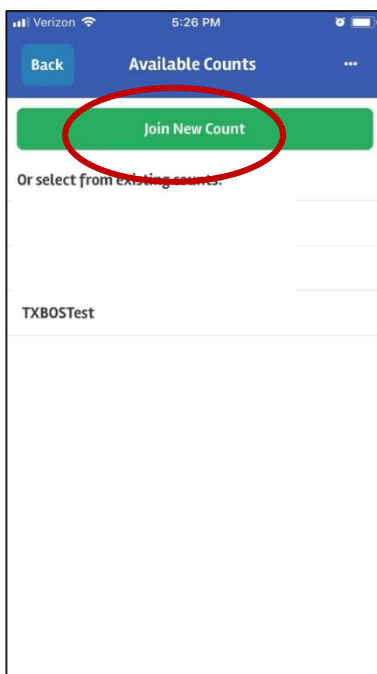 Verizon 5:26 PM
Back Available Counts ...
Join New Count
Or select from existing counts:
TXBOSTest